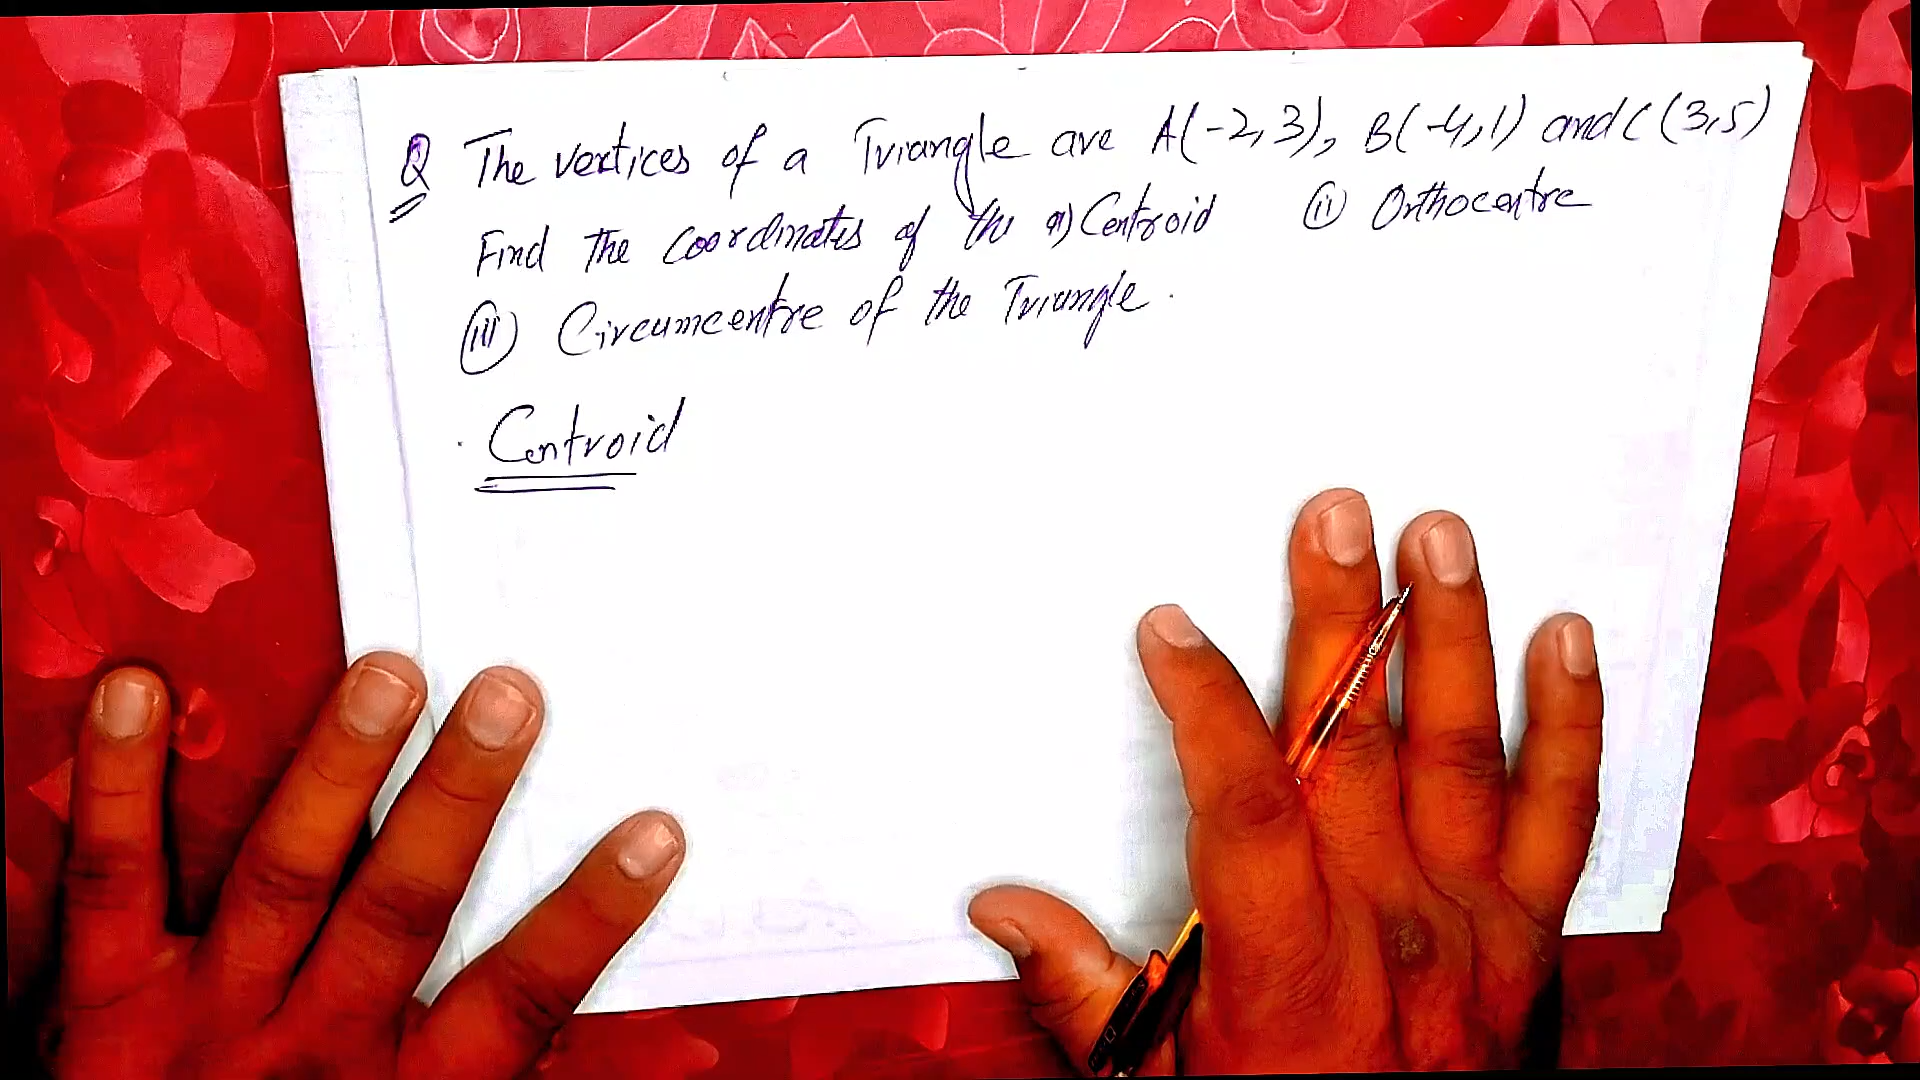 Q The vertices of a Triangle are A(-2,3), B(-4,1) and C(3,5)
Find the coordinates of the a) Centroid (ii) Orthocentre
(iii) Circumcentre of the Triangle.
Centroid